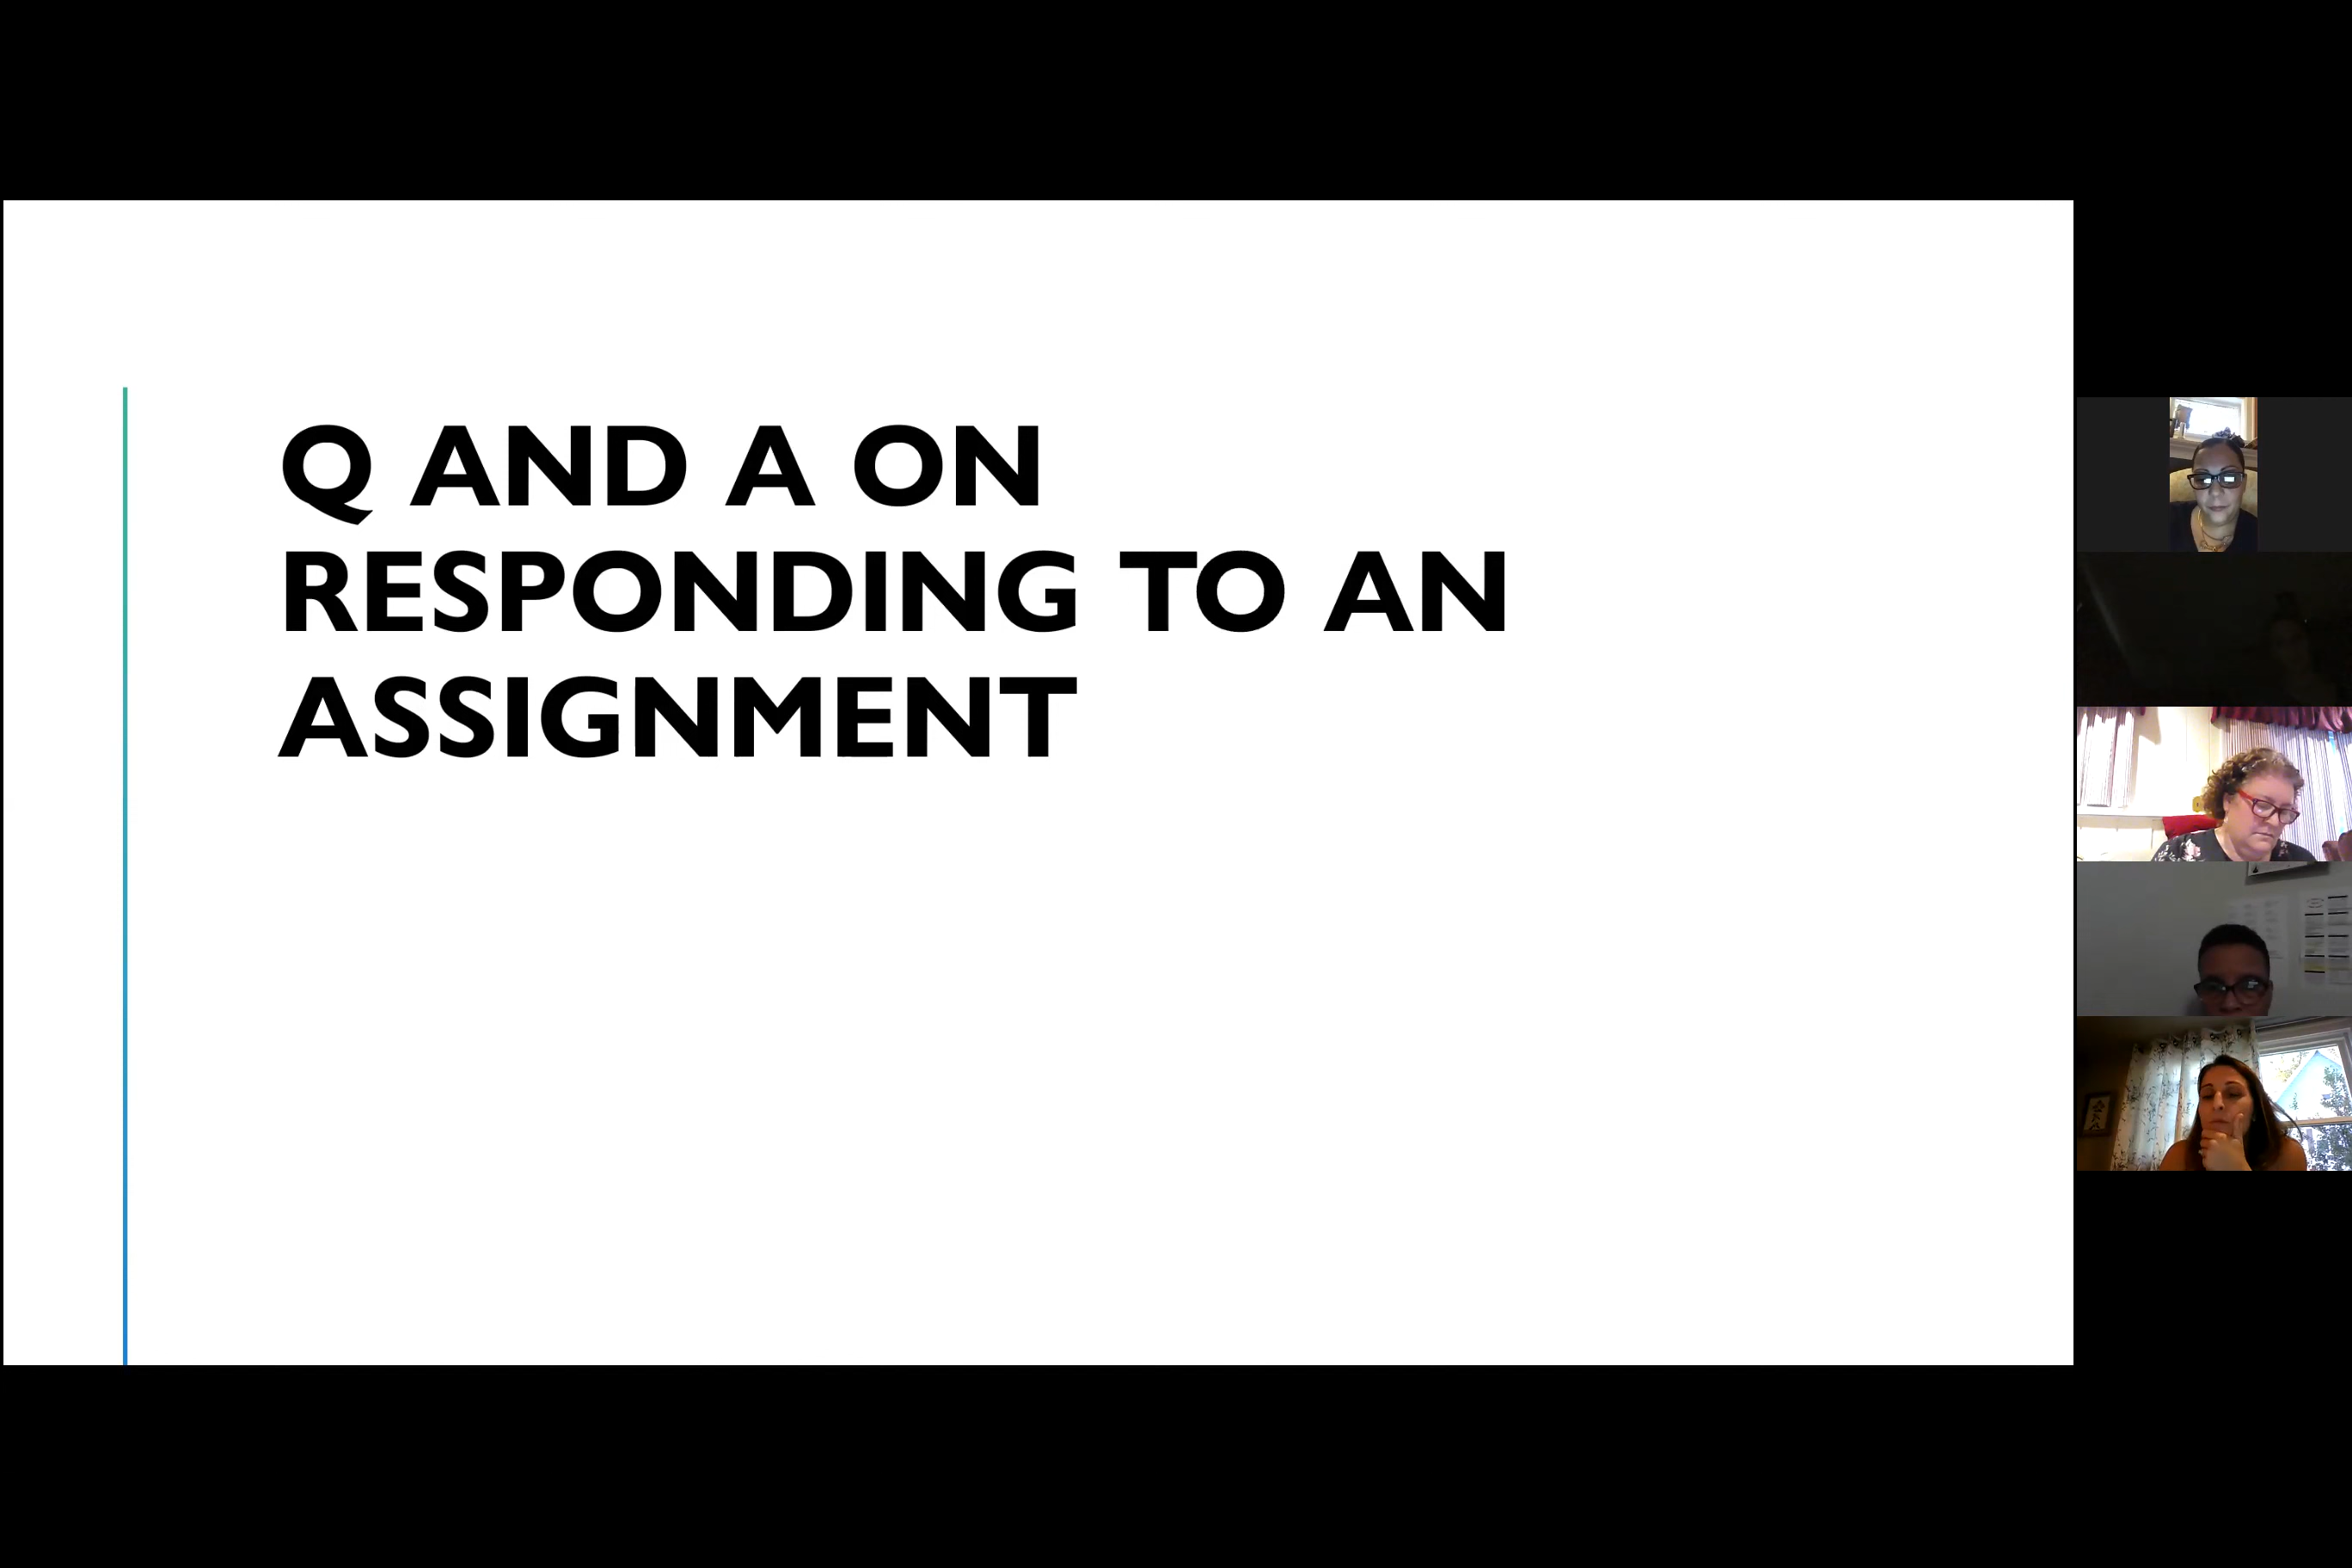 Q AND A ON
RESPONDING TO AN
ASSIGNMENT